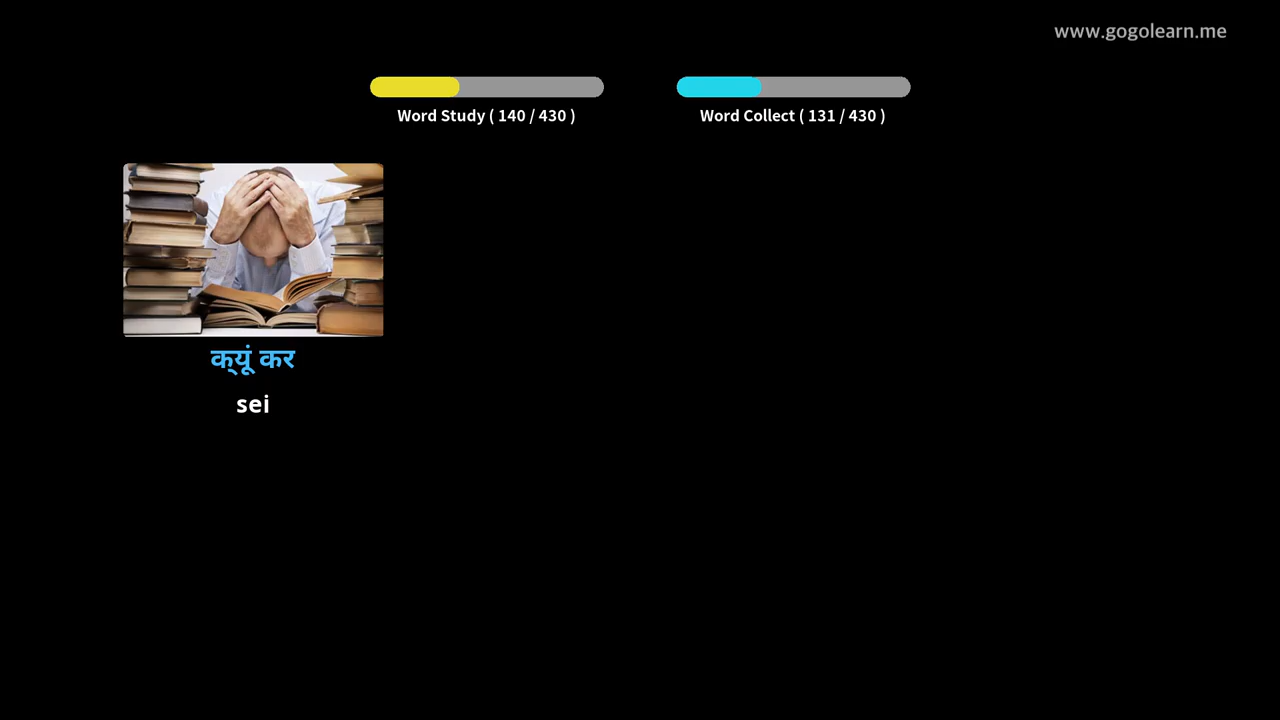 www.gogolearn.me
Word Study ( 140 / 430 )
Word Collect ( 131 / 430 )
क्यूं कर
sei